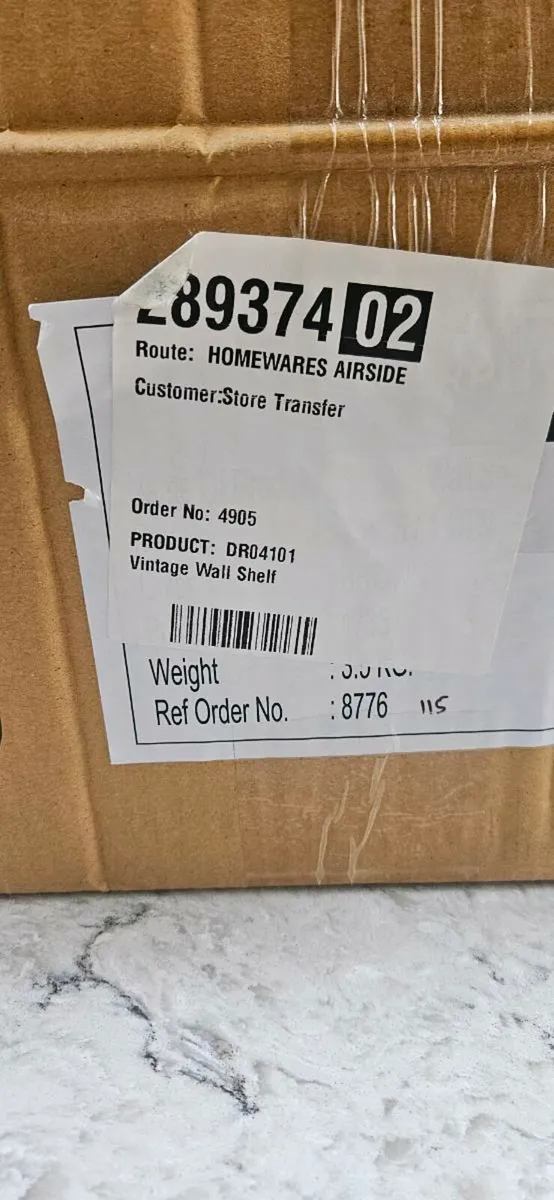 89374 02
Route: HOMEWARES AIRSIDE
Customer:Store Transfer
Order No: 4905
PRODUCT: DR04101
Vintage Wall Shelf
Weight :
Ref Order No. : 8776 115